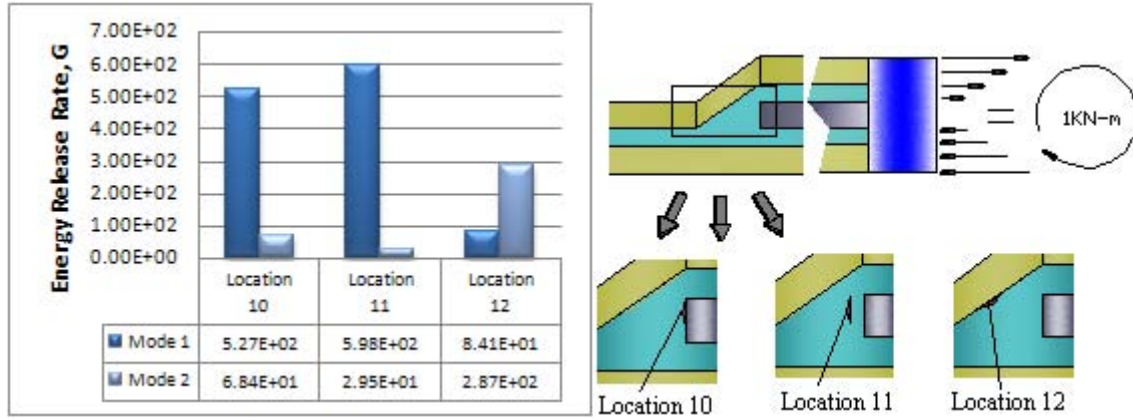 Energy Release Rate, G
7.00E+02
6.00E+02
5.00E+02
4.00E+02
3.00E+02
2.00E+02
1.00E+02
0.00E+00
Location 10
Location 11
Location 12
Mode 1 5.27E+02 5.98E+02 8.41E+01
Mode 2 6.84E+01 2.95E+01 2.87E+02
1KN-m
Location 10
Location 11
Location 12